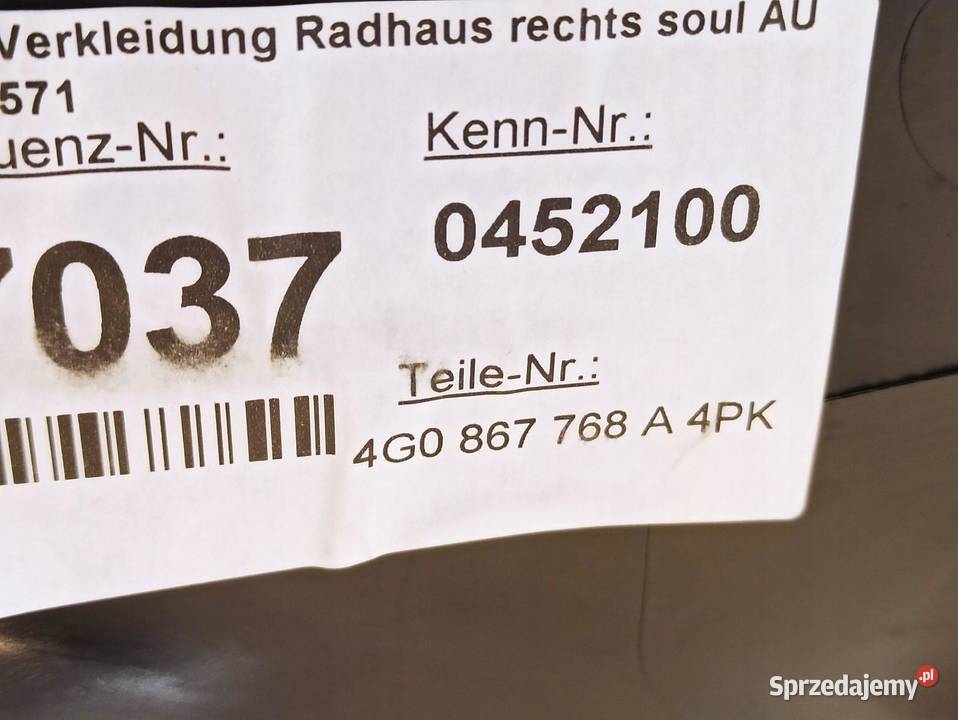 Verkleidung Radhaus rechts soul AU
571
uenz-Nr.:
Kenn-Nr.:
7037
0452100
Teile-Nr.:
4G0 867 768 A 4PK
Sprzedajemy.pl